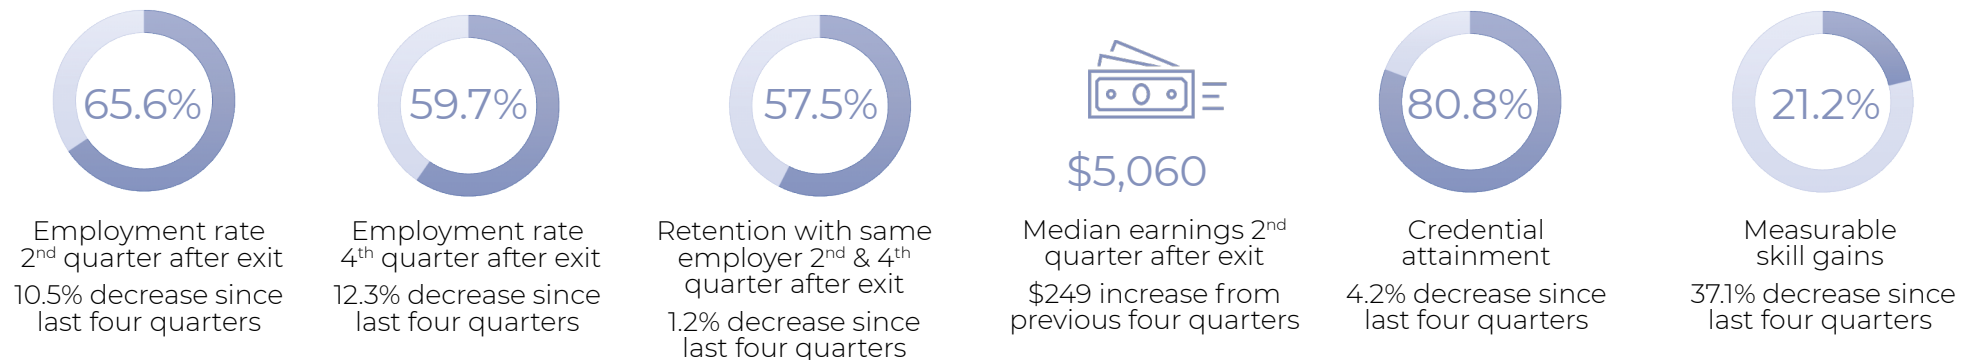 65.6%
Employment rate
2nd quarter after exit
10.5% decrease since
last four quarters
59.7%
Employment rate
4th quarter after exit
12.3% decrease since
last four quarters
57.5%
Retention with same
employer 2nd & 4th
quarter after exit
1.2% decrease since
last four quarters
$5,060
Median earnings 2nd
quarter after exit
$249 increase from
previous four quarters
80.8%
Credential
attainment
4.2% decrease since
last four quarters
21.2%
Measurable
skill gains
37.1% decrease since
last four quarters